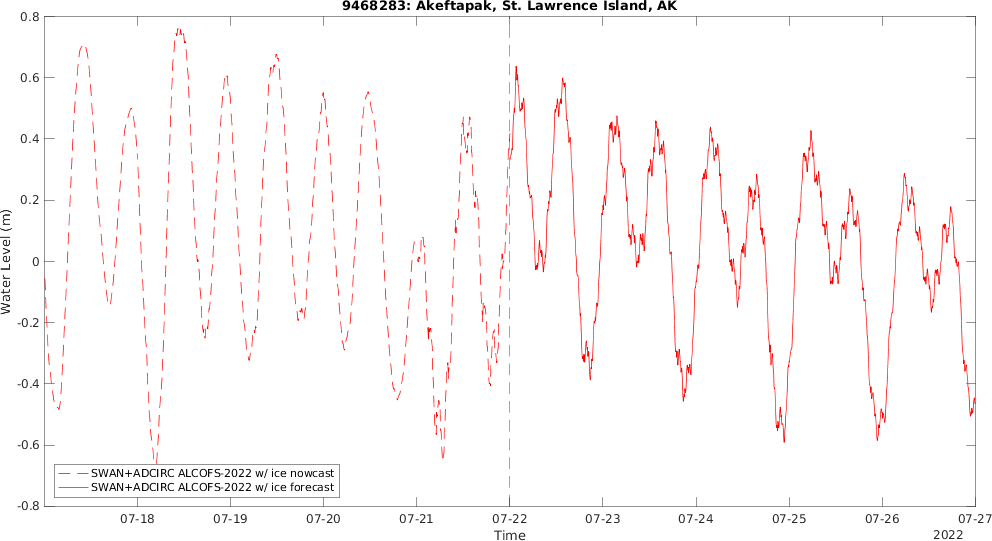 9468283: Akeftapak, St. Lawrence Island, AK
0.8
0.6
0.4
0.2
0
-0.2
-0.4
-0.6
-0.8
Water Level (m)
SWAN+ADCIRC ALCOFS-2022 w/ ice nowcast
SWAN+ADCIRC ALCOFS-2022 w/ ice forecast
07-18 07-19 07-20 07-21 07-22 07-23 07-24 07-25 07-26 07-27
Time
2022